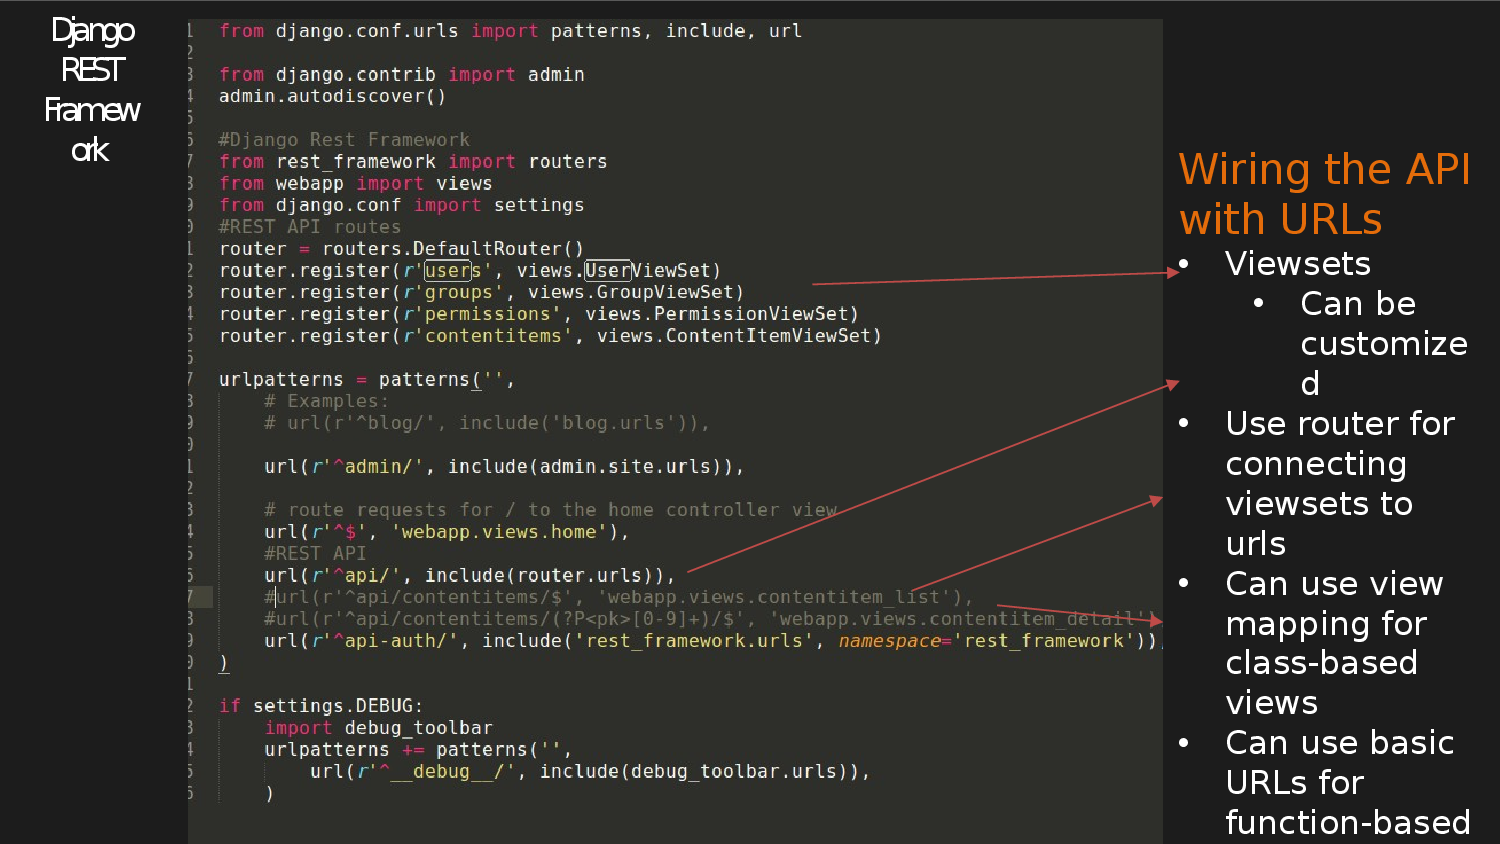 Django
REST
Framew
ork
1 from django.conf.urls import patterns, include, url
2
3 from django.contrib import admin
4 admin.autodiscover()
5
6 #Django Rest Framework
7 from rest_framework import routers
8 from webapp import views
9 from django.conf import settings
0 #REST API routes
1 router = routers.DefaultRouter()
2 router.register(r'users', views.UserViewSet)
3 router.register(r'groups', views.GroupViewSet)
4 router.register(r'permissions', views.PermissionViewSet)
5 router.register(r'contentitems', views.ContentItemViewSet)
6
7 urlpatterns = patterns('',
8     # Examples:
9     # url(r'^blog/', include('blog.urls')),
0
1     url(r'^admin/', include(admin.site.urls)),
2
3     # route requests for / to the home controller view
4     url(r'^$', 'webapp.views.home'),
5     #REST API
6     url(r'^api/', include(router.urls)),
7     #url(r'^api/contentitems/$', 'webapp.views.contentitem_list'),
8     #url(r'^api/contentitems/(?P<pk>[0-9]+)/$', 'webapp.views.contentitem_detail')
9     url(r'^api-auth/', include('rest_framework.urls', namespace='rest_framework')),
0 )
1
2 if settings.DEBUG:
3     import debug_toolbar
4     urlpatterns += patterns('',
5         url(r'^__debug__/', include(debug_toolbar.urls)),
6     )
Wiring the API
with URLs
• Viewsets
• Can be
customize
d
• Use router for
connecting
viewsets to
urls
• Can use view
mapping for
class-based
views
• Can use basic
URLs for
function-based